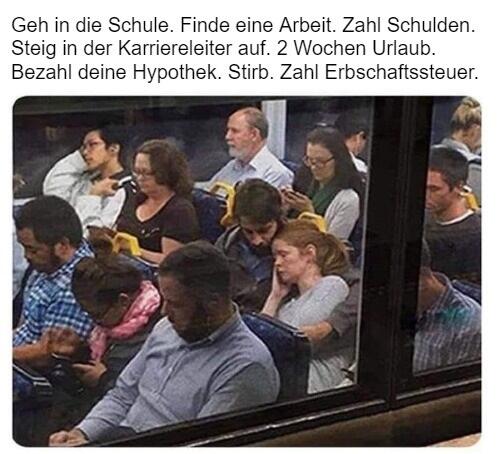 Geh in die Schule. Finde eine Arbeit. Zahl Schulden.
Steig in der Karriereleiter auf. 2 Wochen Urlaub.
Bezahl deine Hypothek. Stirb. Zahl Erbschaftssteuer.